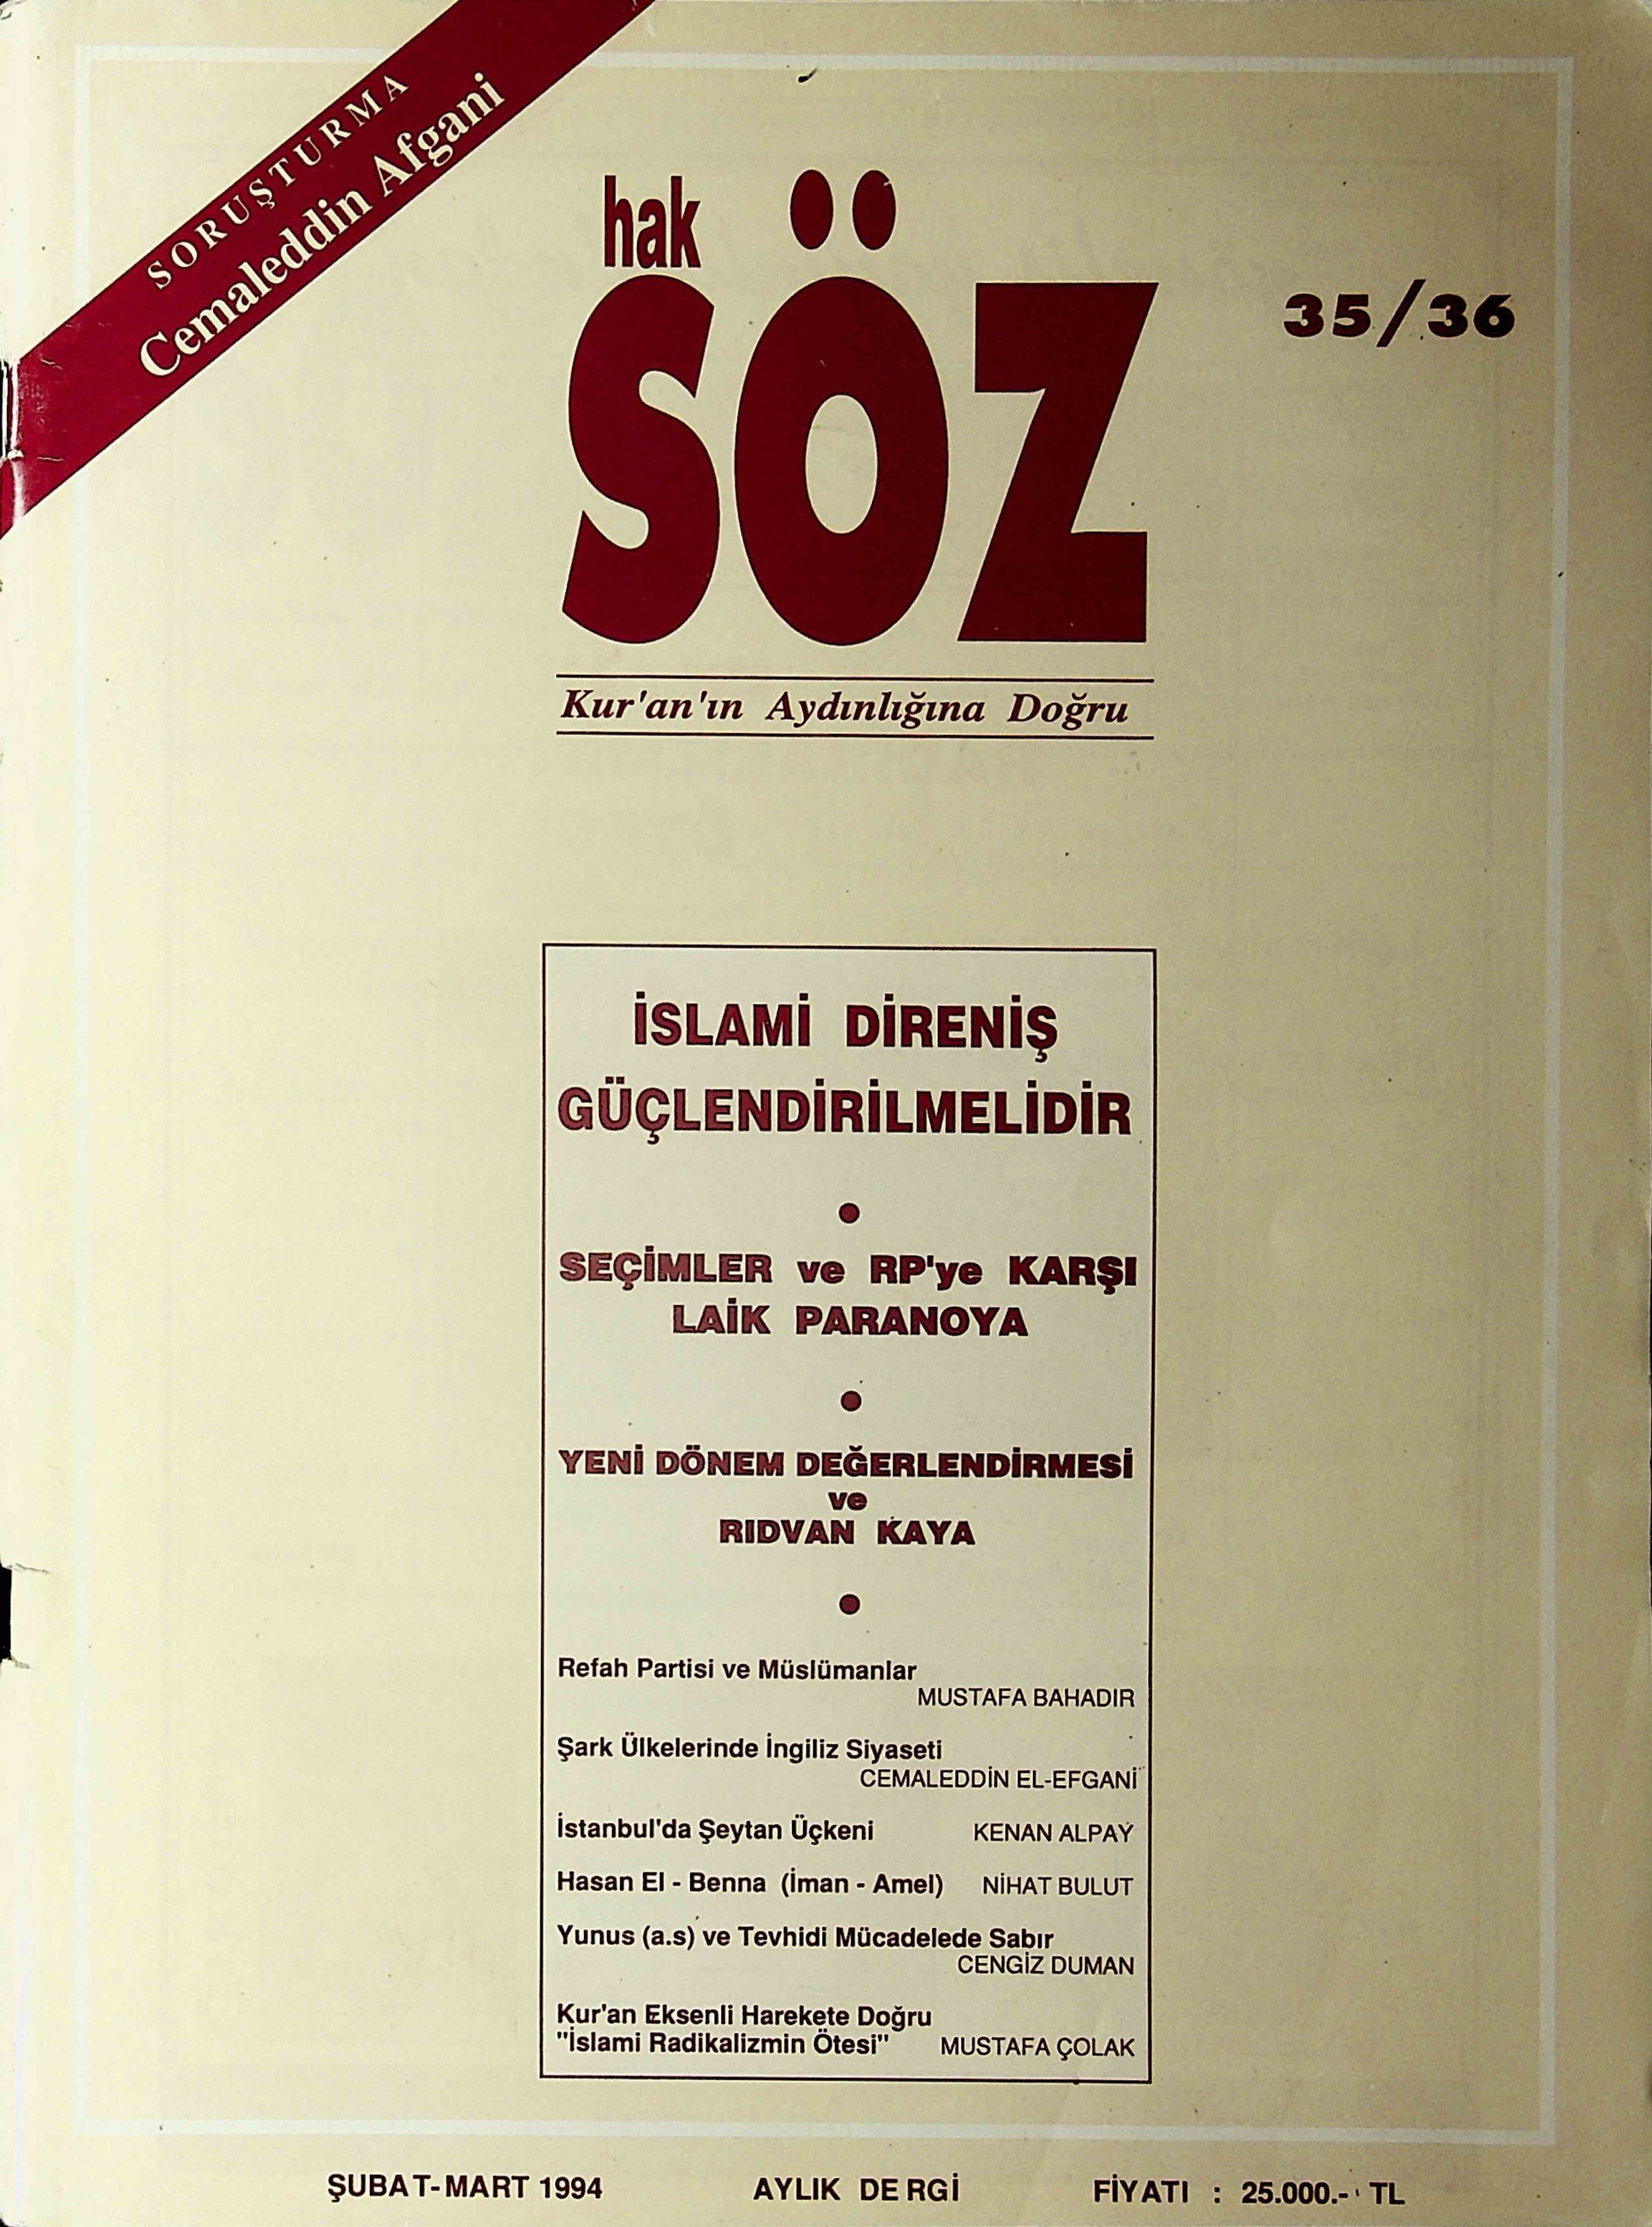 SORUŞTURMA
Cemaleddin Afgani
hak
SÖZ
35/36
Kur'an'ın Aydınlığına Doğru
İSLAMİ DİRENİŞ
GÜÇLENDİRİLMELİDİR
SEÇİMLER ve RP'ye KARŞI
LAİK PARANOYA
YENİ DÖNEM DEĞERLENDİRMESİ
ve
RIDVAN KAYA
Refah Partisi ve Müslümanlar
MUSTAFA BAHADIR
Şark Ülkelerinde İngiliz Siyaseti
CEMALEDDİN EL-EFGANİ
İstanbul'da Şeytan Üçkeni KENAN ALPAY
Hasan El - Benna (İman - Amel) NİHAT BULUT
Yunus (a.s) ve Tevhidi Mücadelede Sabır
CENGİZ DUMAN
Kur'an Eksenli Harekete Doğru
"İslami Radikalizmin Ötesi" MUSTAFA ÇOLAK
ŞUBAT-MART 1994 AYLIK DERGİ FİYATI : 25.000.- TL